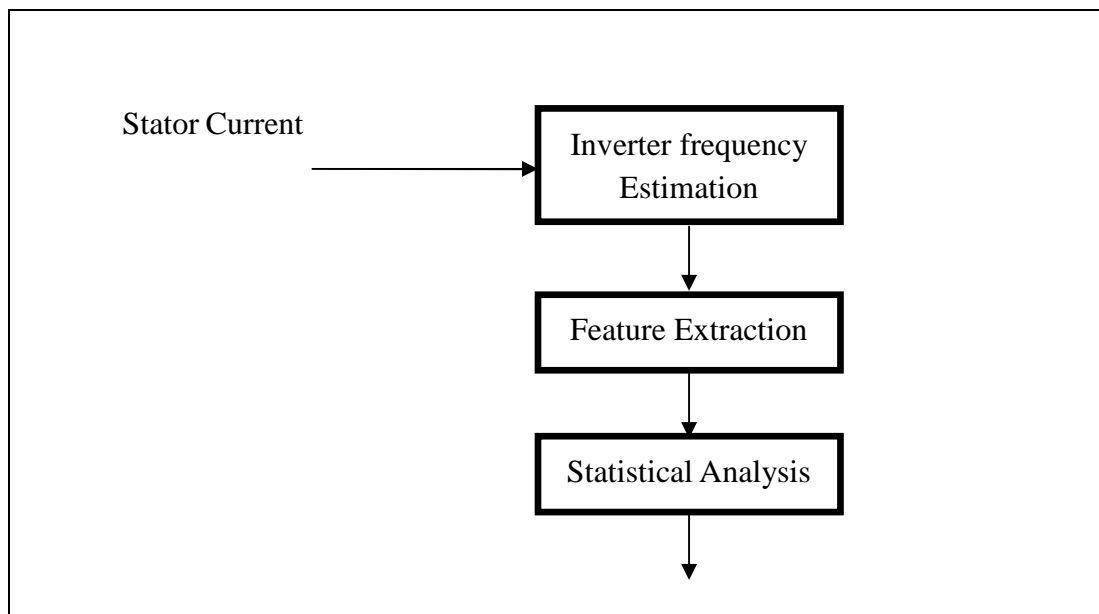 Stator Current
Inverter frequency
Estimation
Feature Extraction
Statistical Analysis